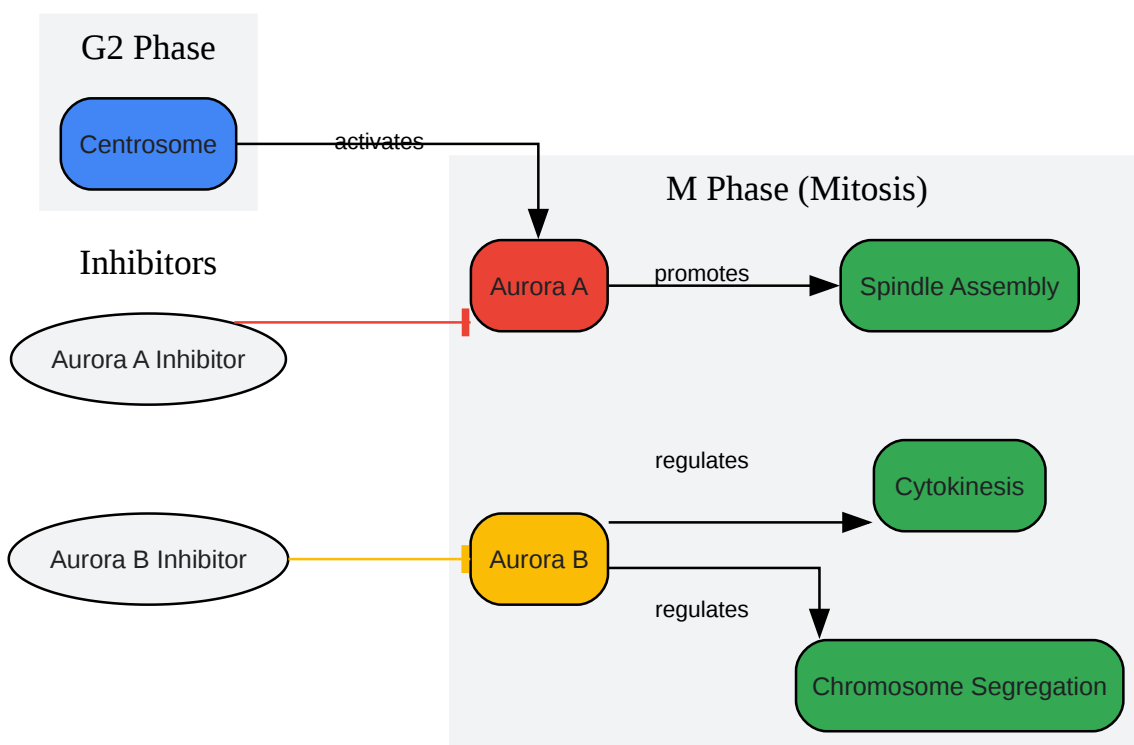 G2 Phase
Centrosome
activates
M Phase (Mitosis)
Inhibitors
Aurora A
promotes
Spindle Assembly
Aurora A Inhibitor
regulates
Cytokinesis
Aurora B Inhibitor
Aurora B
regulates
Chromosome Segregation